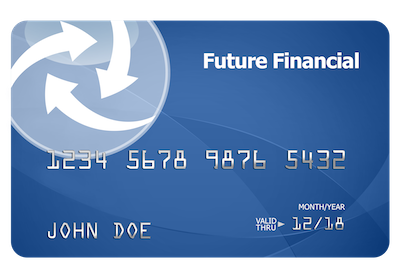 Future Financial
1234 5678 9876 5432
MONTH/YEAR
VALID THRU 12/18
JOHN DOE